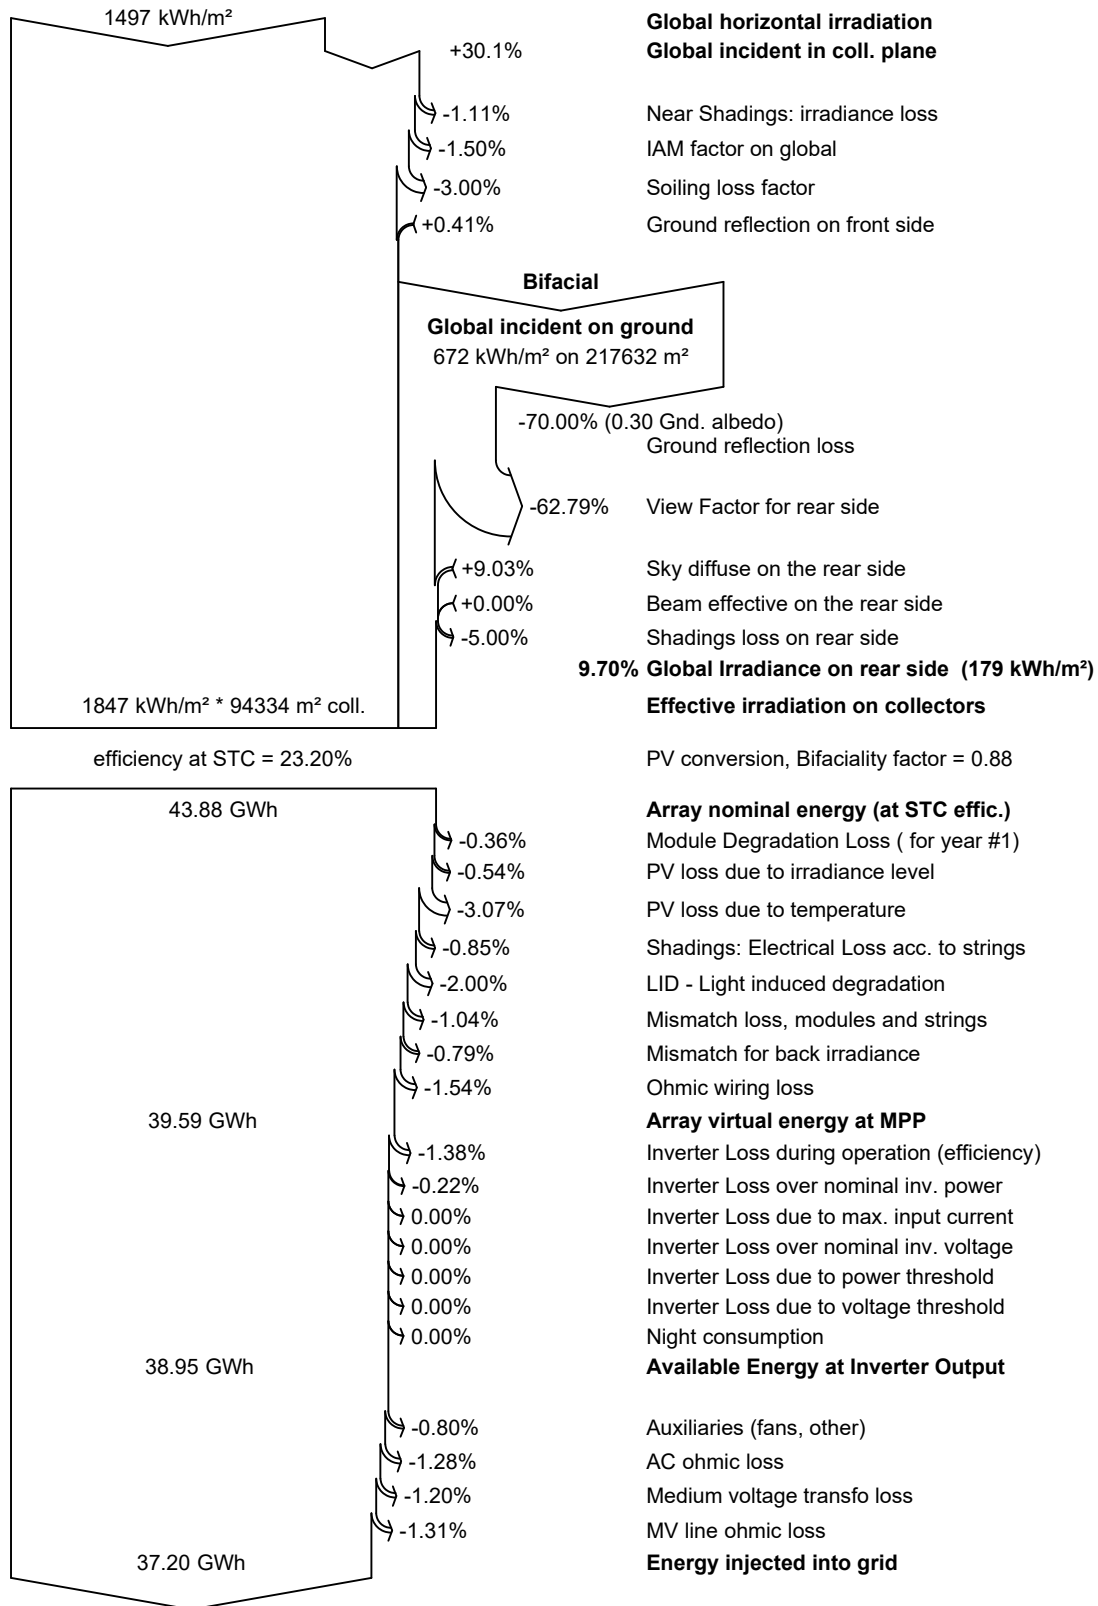 1497 kWh/m² Global horizontal irradiation
+30.1% Global incident in coll. plane
-1.11% Near Shadings: irradiance loss
-1.50% IAM factor on global
-3.00% Soiling loss factor
+0.41% Ground reflection on front side
Bifacial
Global incident on ground
672 kWh/m² on 217632 m²
-70.00% (0.30 Gnd. albedo)
Ground reflection loss
-62.79% View Factor for rear side
+9.03% Sky diffuse on the rear side
+0.00% Beam effective on the rear side
-5.00% Shadings loss on rear side
9.70% Global Irradiance on rear side (179 kWh/m²)
1847 kWh/m² * 94334 m² coll. Effective irradiation on collectors
efficiency at STC = 23.20% PV conversion, Bifaciality factor = 0.88
43.88 GWh Array nominal energy (at STC effic.)
-0.36% Module Degradation Loss ( for year #1)
-0.54% PV loss due to irradiance level
-3.07% PV loss due to temperature
-0.85% Shadings: Electrical Loss acc. to strings
-2.00% LID - Light induced degradation
-1.04% Mismatch loss, modules and strings
-0.79% Mismatch for back irradiance
-1.54% Ohmic wiring loss
39.59 GWh Array virtual energy at MPP
-1.38% Inverter Loss during operation (efficiency)
-0.22% Inverter Loss over nominal inv. power
0.00% Inverter Loss due to max. input current
0.00% Inverter Loss over nominal inv. voltage
0.00% Inverter Loss due to power threshold
0.00% Inverter Loss due to voltage threshold
0.00% Night consumption
38.95 GWh Available Energy at Inverter Output
-0.80% Auxiliaries (fans, other)
-1.28% AC ohmic loss
-1.20% Medium voltage transfo loss
-1.31% MV line ohmic loss
37.20 GWh Energy injected into grid